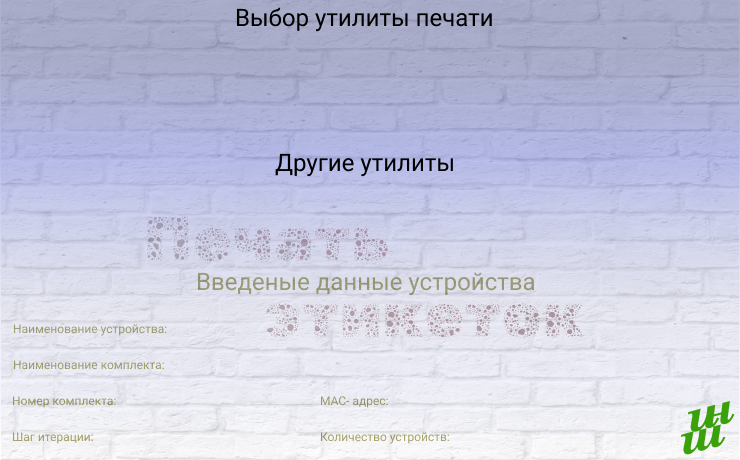 Выбор утилиты печати
Другие утилиты
Печать
Введеные данные устройства
этикеток
Наименование устройства:
Наименование комплекта:
Номер комплекта:
MAC- адрес:
Шаг итерации:
Количество устройств: